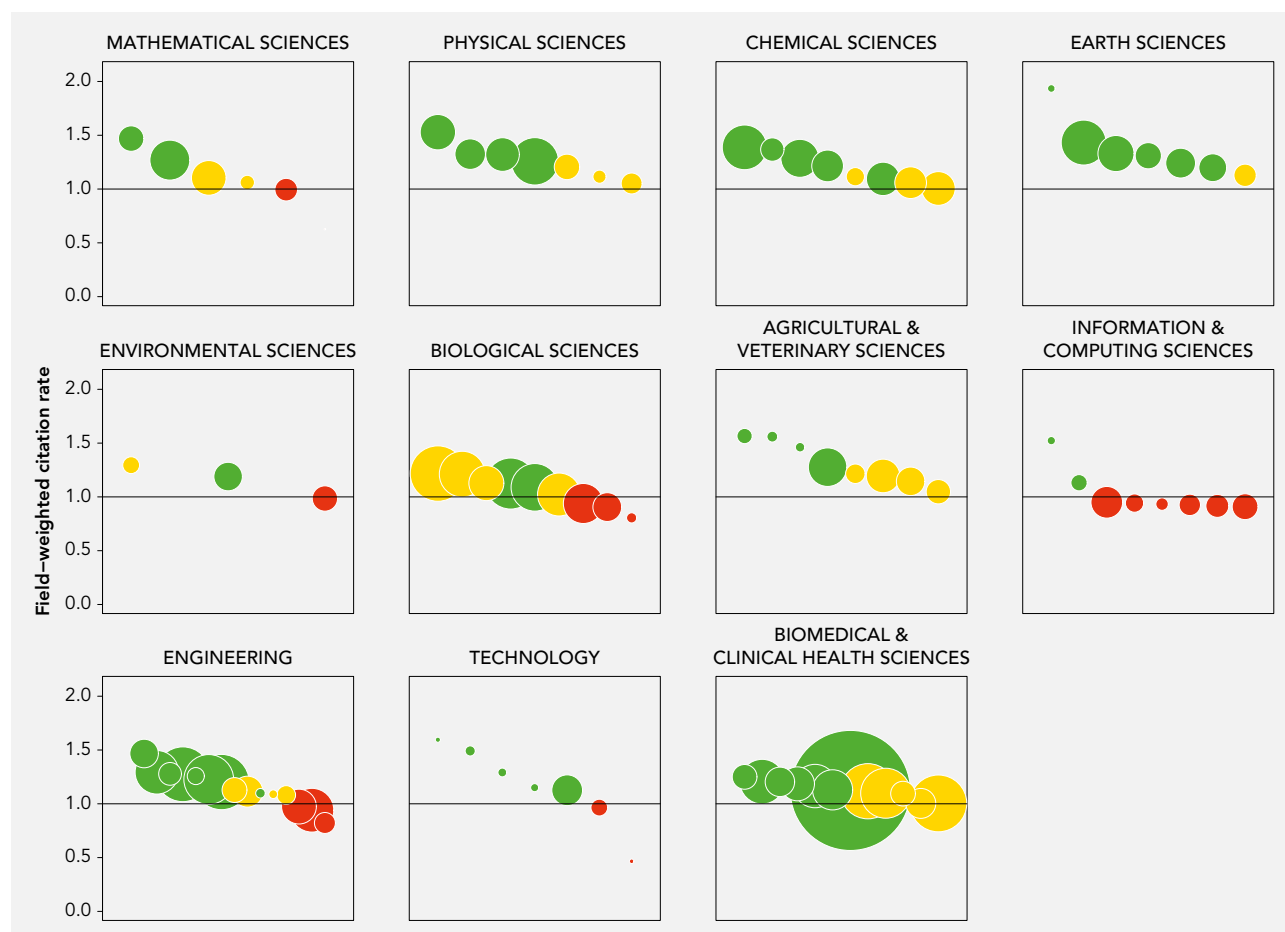 MATHEMATICAL SCIENCES
PHYSICAL SCIENCES
CHEMICAL SCIENCES
EARTH SCIENCES
2.0
1.5
1.0
0.5
0.0
ENVIRONMENTAL SCIENCES
BIOLOGICAL SCIENCES
AGRICULTURAL &
VETERINARY SCIENCES
INFORMATION &
COMPUTING SCIENCES
Field–weighted citation rate
2.0
1.5
1.0
0.5
0.0
ENGINEERING
TECHNOLOGY
BIOMEDICAL &
CLINICAL HEALTH SCIENCES
2.0
1.5
1.0
0.5
0.0